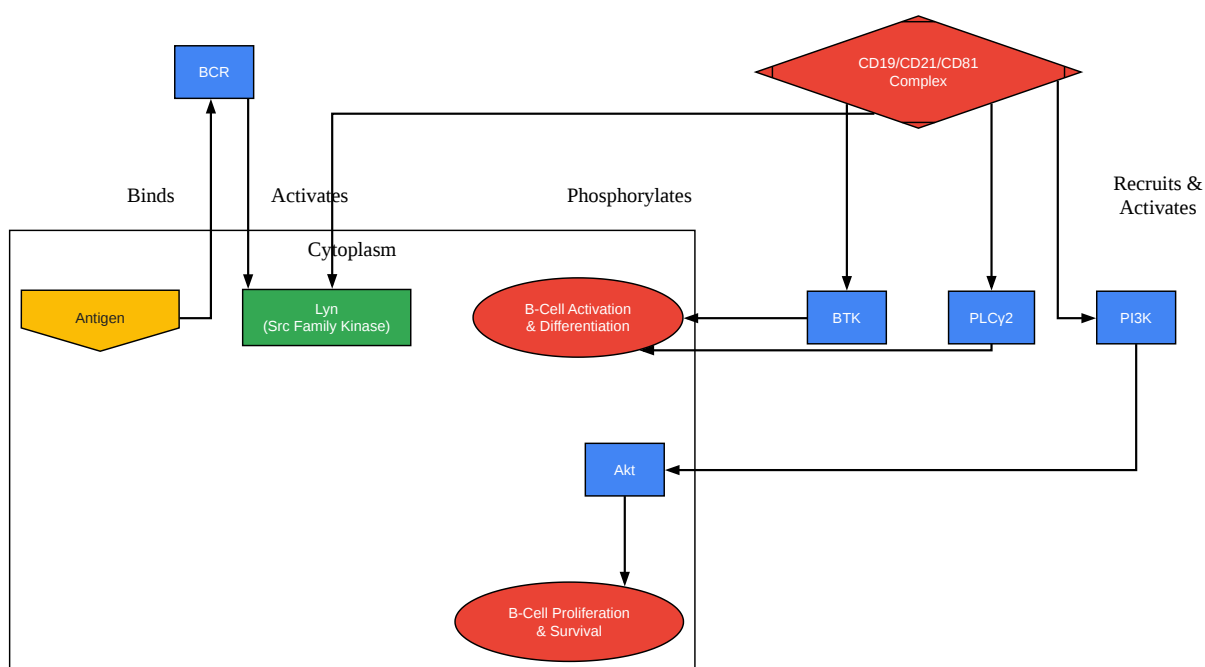 CD19/CD21/CD81
Complex
BCR
Binds
Activates
Phosphorylates
Recruits &
Activates
Cytoplasm
Antigen
Lyn
(Src Family Kinase)
B-Cell Activation
& Differentiation
BTK
PLCγ2
PI3K
Akt
B-Cell Proliferation
& Survival